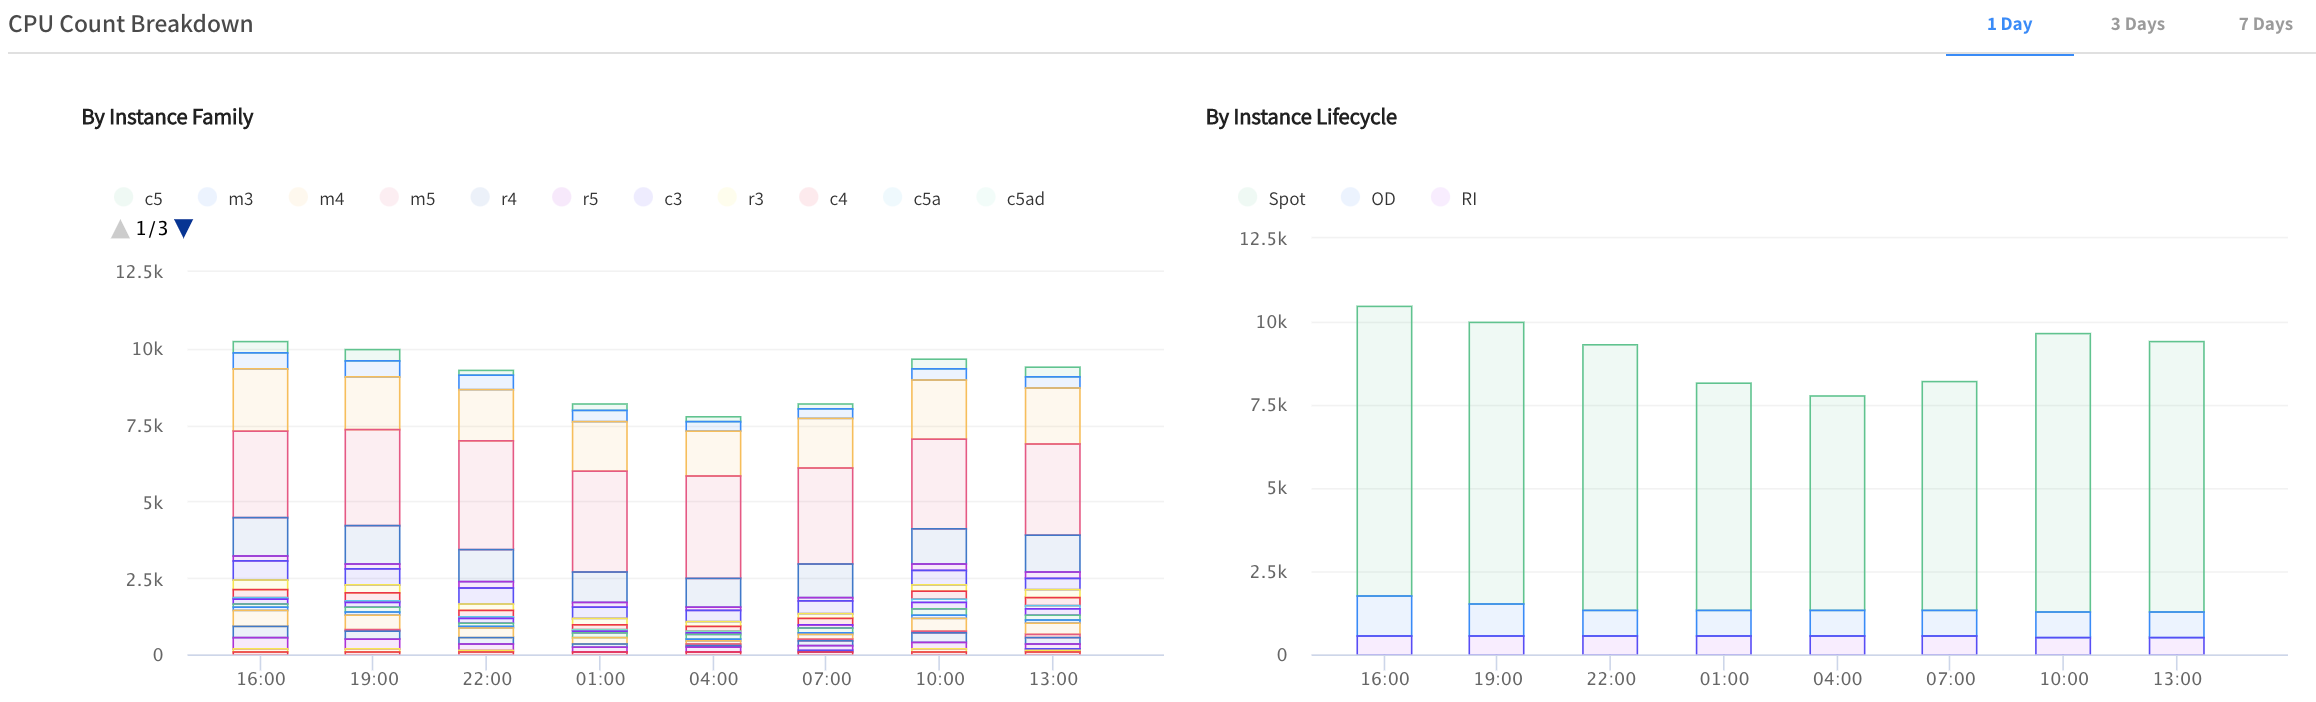 CPU Count Breakdown
1 Day 3 Days 7 Days
By Instance Family
c5 m3 m4 m5 r4 r5 c3 r3 c4 c5a c5ad
1/3
12.5k
10k
7.5k
5k
2.5k
0
16:00 19:00 22:00 01:00 04:00 07:00 10:00 13:00
By Instance Lifecycle
Spot OD RI
12.5k
10k
7.5k
5k
2.5k
0
16:00 19:00 22:00 01:00 04:00 07:00 10:00 13:00